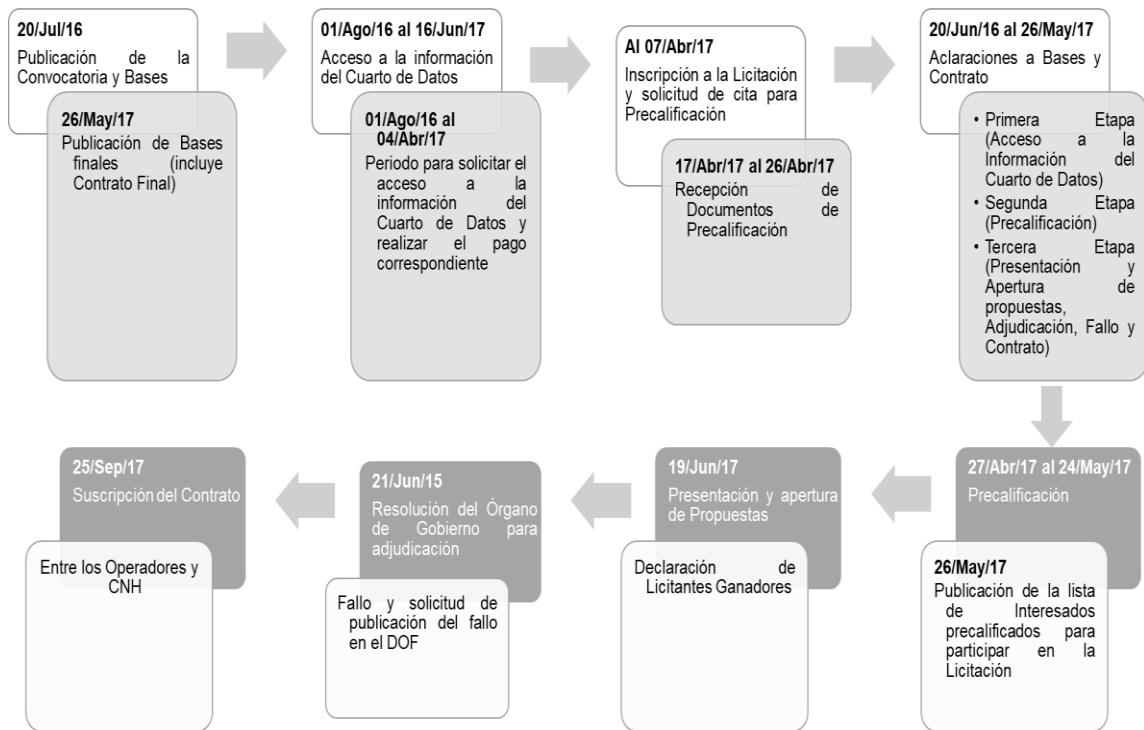 20/Jul/16
Publicación de la
Convocatoria y Bases
26/May/17
Publicación de Bases
finales (incluye
Contrato Final)
01/Ago/16 al 16/Jun/17
Acceso a la información
del Cuarto de Datos
01/Ago/16 al
04/Abr/17
Periodo para solicitar el
acceso a la
información del
Cuarto de Datos y
realizar el pago
correspondiente
Al 07/Abr/17
Inscripción a la Licitación
y solicitud de cita para
Precalificación
17/Abr/17 al 26/Abr/17
Recepción de
Documentos de
Precalificación
20/Jun/16 al 26/May/17
Aclaraciones a Bases y
Contrato
• Primera Etapa
(Acceso a la
Información del
Cuarto de Datos)
• Segunda Etapa
(Precalificación)
• Tercera Etapa
(Presentación y
Apertura de
propuestas,
Adjudicación, Fallo y
Contrato)
27/Abr/17 al 24/May/17
Precalificación
26/May/17
Publicación de la lista
de Interesados
precalificados para
participar en la
Licitación
19/Jun/17
Presentación y apertura
de Propuestas
Declaración de
Licitantes Ganadores
21/Jun/15
Resolución del Órgano
de Gobierno para
adjudicación
Fallo y solicitud de
publicación del fallo
en el DOF
25/Sep/17
Suscripción del Contrato
Entre los Operadores y
CNH